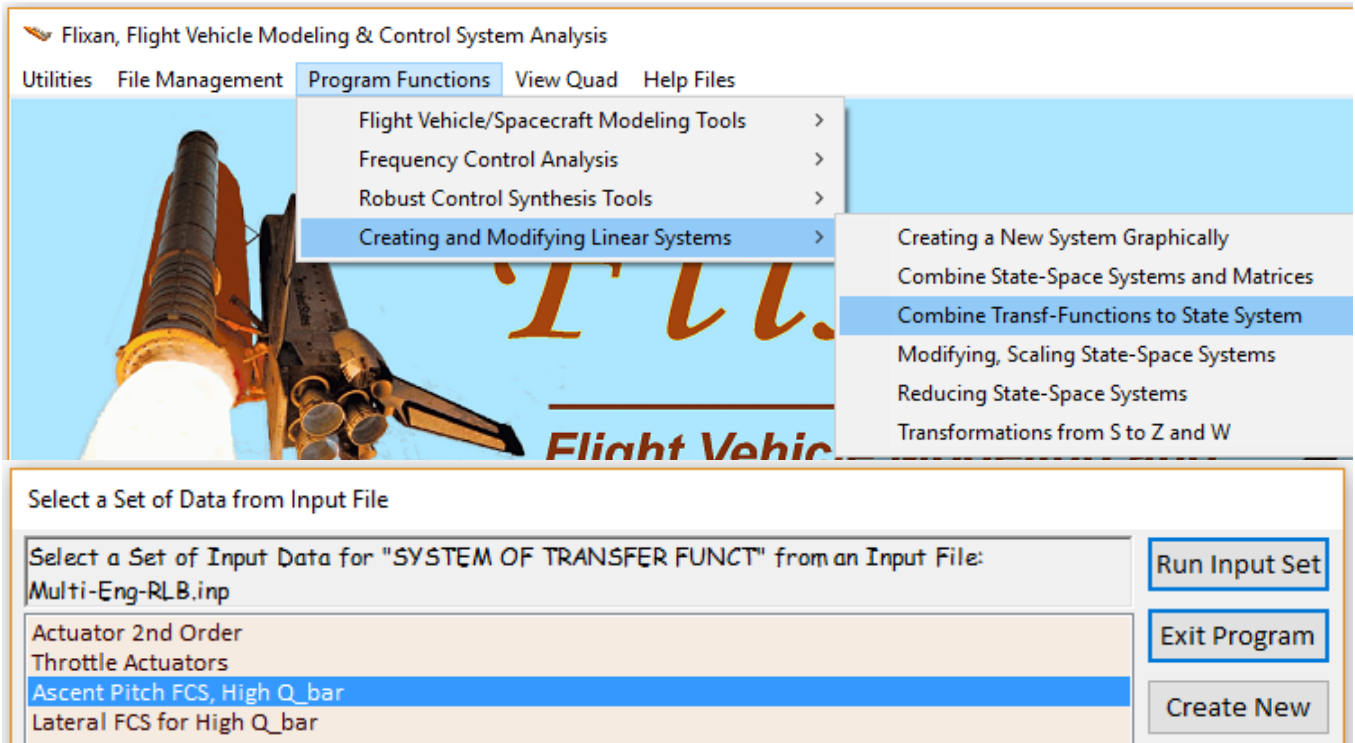 Flixan, Flight Vehicle Modeling & Control System Analysis
Utilities File Management Program Functions View Quad Help Files
Flight Vehicle/Spacecraft Modeling Tools
Frequency Control Analysis
Robust Control Synthesis Tools
Creating and Modifying Linear Systems
Creating a New System Graphically
Combine State-Space Systems and Matrices
Combine Transf-Functions to State System
Modifying, Scaling State-Space Systems
Reducing State-Space Systems
Transformations from S to Z and W
Flight Vehic
Select a Set of Data from Input File
Select a Set of Input Data for "SYSTEM OF TRANSFER FUNCT" from an Input File:
Multi-Eng-RLB.inp
Run Input Set
Actuator 2nd Order
Throttle Actuators
Ascent Pitch FCS, High Q_bar
Lateral FCS for High Q_bar
Exit Program
Create New